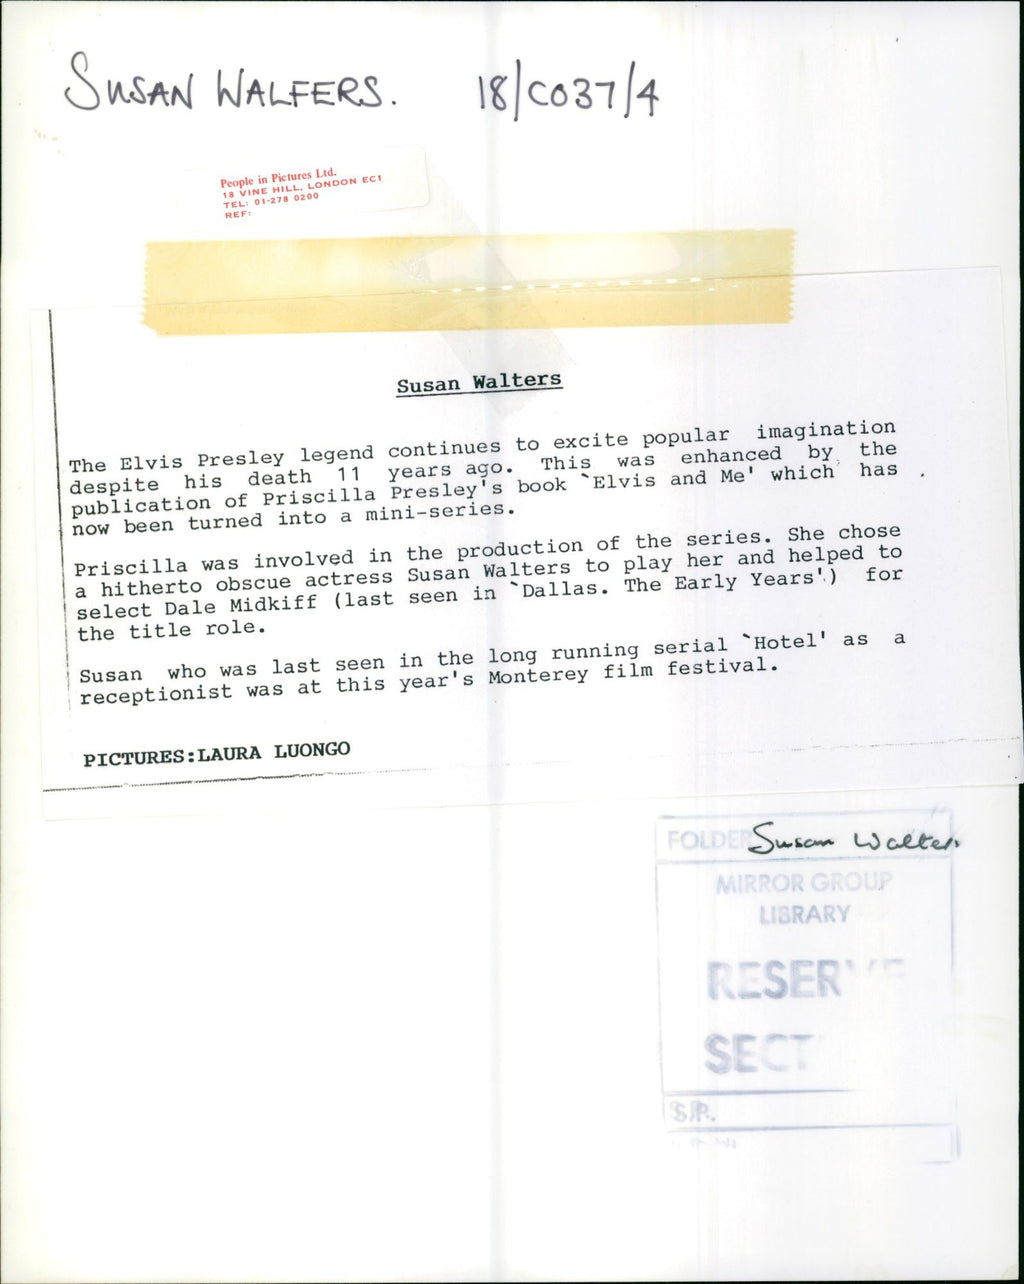 SUSAN WALFERS. 18/C037/4
People in Pictures Ltd.
18 VINE HILL, LONDON EC1
TEL: 01-278 0200
REF:
Susan Walters
The Elvis Presley legend continues to excite popular imagination
despite his death 11 years ago. This was enhanced by the
publication of Priscilla Presley's book `Elvis and Me' which has
now been turned into a mini-series.
Priscilla was involved in the production of the series. She chose
a hitherto obscue actress Susan Walters to play her and helped to
select Dale Midkiff (last seen in `Dallas. The Early Years') for
the title role.
Susan who was last seen in the long running serial `Hotel' as a
receptionist was at this year's Monterey film festival.
PICTURES:LAURA LUONGO
FOLDER Susan Walters
MIRROR GROUP
LIBRARY
RESERVE
SECT
S.R.